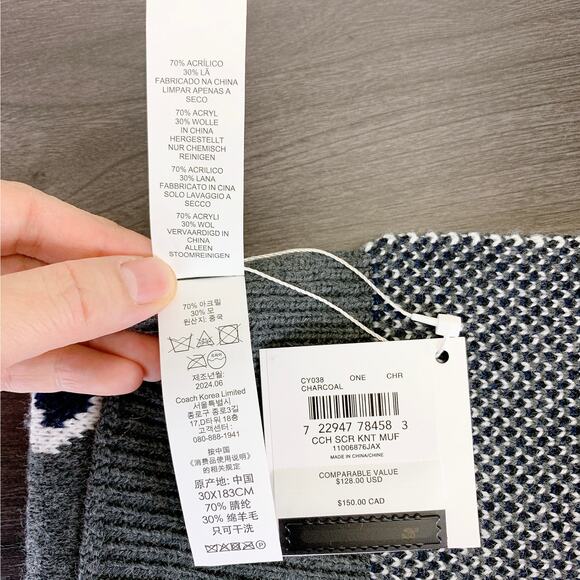 70% ACRÍLICO
30% LÃ
FABRICADO NA CHINA
LIMPAR APENAS A
SECO
70% ACRYL
30% WOLLE
IN CHINA
HERGESTELLT
NUR CHEMISCH
REINIGEN
70% ACRILICO
30% LANA
FABBRICATO IN CINA
SOLO LAVAGGIO A
SECCO
70% ACRYLI
30% WOL
VERVAARDIGD IN
CHINA
ALLEEN
STOOMREINIGEN
70% 아크릴
30% 모
원산지: 중국
제조년월:
2024.06
Coach Korea Limited
서울특별시
종로구 종로3길
17,D타워 18층
고객센터:
080-888-1941
按GB 5296.4
《消费品使用说明》
的相关规定
原产地: 中国
30X183CM
70% 腈纶
30% 绵羊毛
只可干洗
CY038 ONE CHR
CHARCOAL
7 22947 78458 3
CCH SCR KNT MUF
11006876JAX
MADE IN CHINA/CHINE
COMPARABLE VALUE
$128.00 USD
$150.00 CAD